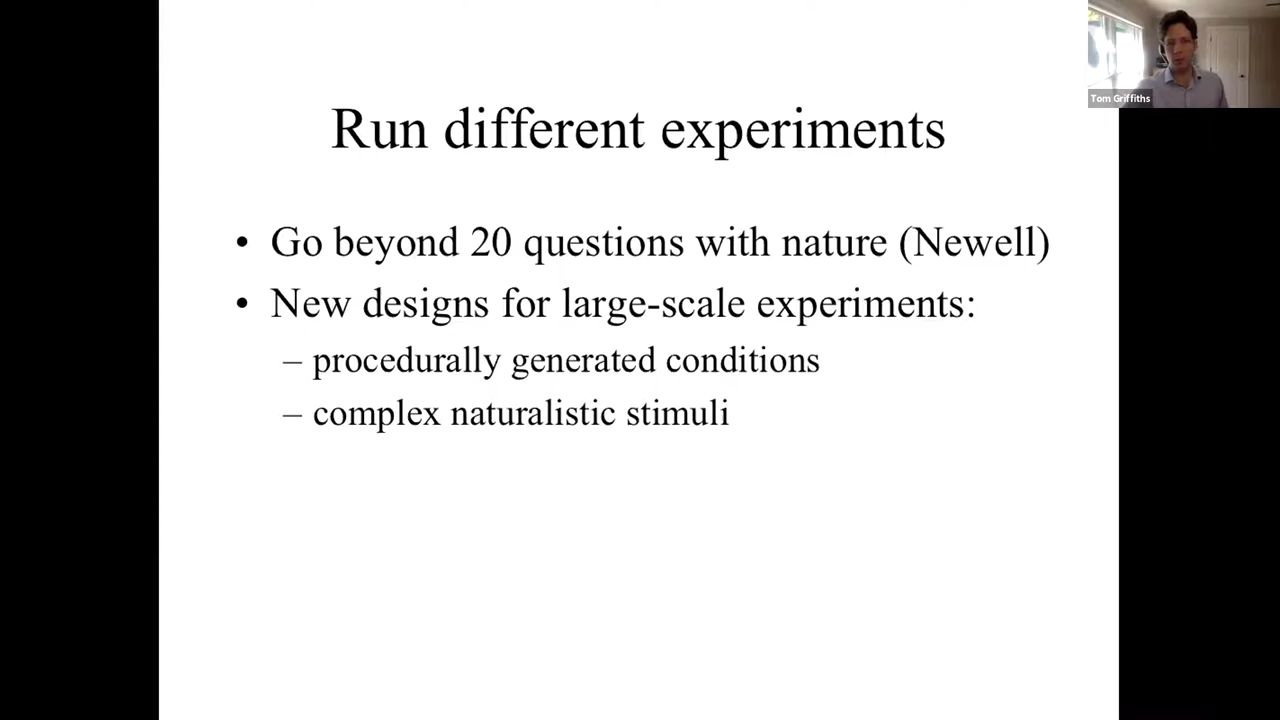 Run different experiments
• Go beyond 20 questions with nature (Newell)
• New designs for large-scale experiments:
– procedurally generated conditions
– complex naturalistic stimuli
Tom Griffiths